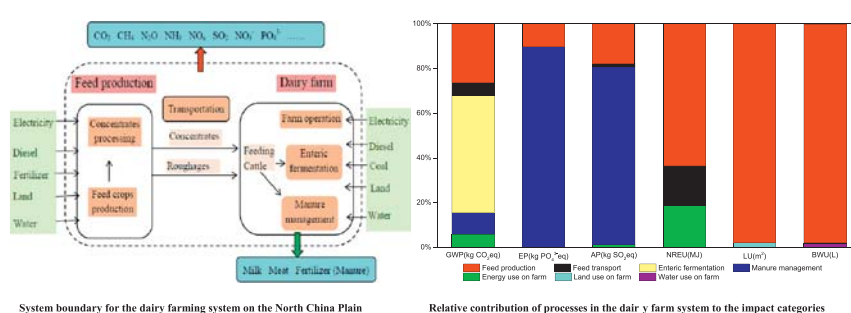 CO2 CH4 N2O NH3 NOx SO2 NO3- PO43- ......
Feed production
Dairy farm
Electricity
Diesel
Fertilizer
Land
Water
Concentrates
processing
Feed crops
production
Transportation
Concentrates
Roughages
Feeding
Cattle
Farm operation
Enteric
fermentation
Manure
management
Electricity
Diesel
Coal
Land
Water
Milk Meat Fertilizer (Manure)
System boundary for the dairy farming system on the North China Plain
100%
80%
60%
40%
20%
0%
GWP(kg CO2eq) EP(kg PO43-eq) AP(kg SO2eq) NREU(MJ) LU(m2) BWU(L)
Feed production Feed transport Enteric fermentation Manure management
Energy use on farm Land use on farm Water use on farm
Relative contribution of processes in the dair y farm system to the impact categories